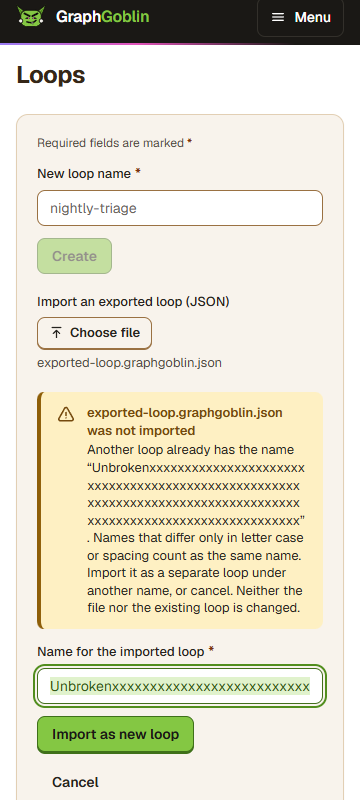 GraphGoblin
Menu
Loops
Required fields are marked *
New loop name *
nightly-triage
Create
Import an exported loop (JSON)
Choose file
exported-loop.graphgoblin.json
exported-loop.graphgoblin.json
was not imported
Another loop already has the name
“Unbrokenxxxxxxxxxxxxxxxxxxxxxx
xxxxxxxxxxxxxxxxxxxxxxxxxxxxxx
xxxxxxxxxxxxxxxxxxxxxxxxxxxxxx
xxxxxxxxxxxxxxxxxxxxxxxxxxxxxx”
. Names that differ only in letter case
or spacing count as the same name.
Import it as a separate loop under
another name, or cancel. Neither the
file nor the existing loop is changed.
Name for the imported loop *
Unbrokenxxxxxxxxxxxxxxxxxxxxxxxxxxxx
Import as new loop
Cancel